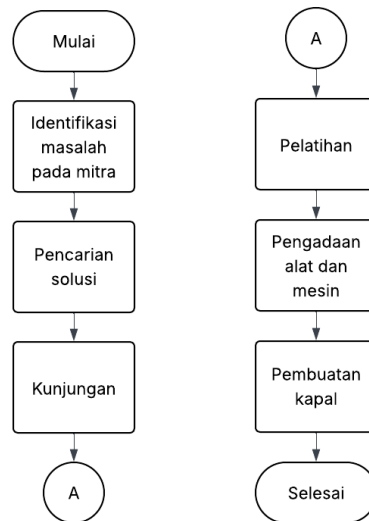 Mulai
Identifikasi
masalah
pada mitra
Pencarian
solusi
Kunjungan
A
A
Pelatihan
Pengadaan
alat dan
mesin
Pembuatan
kapal
Selesai